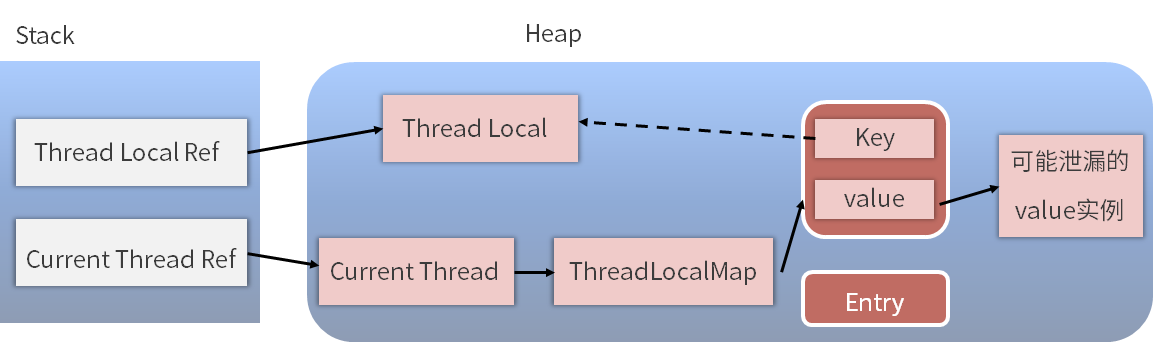 Stack
Heap
Thread Local Ref
Thread Local
Key
value
可能泄漏的
value实例
Current Thread Ref
Current Thread
ThreadLocalMap
Entry